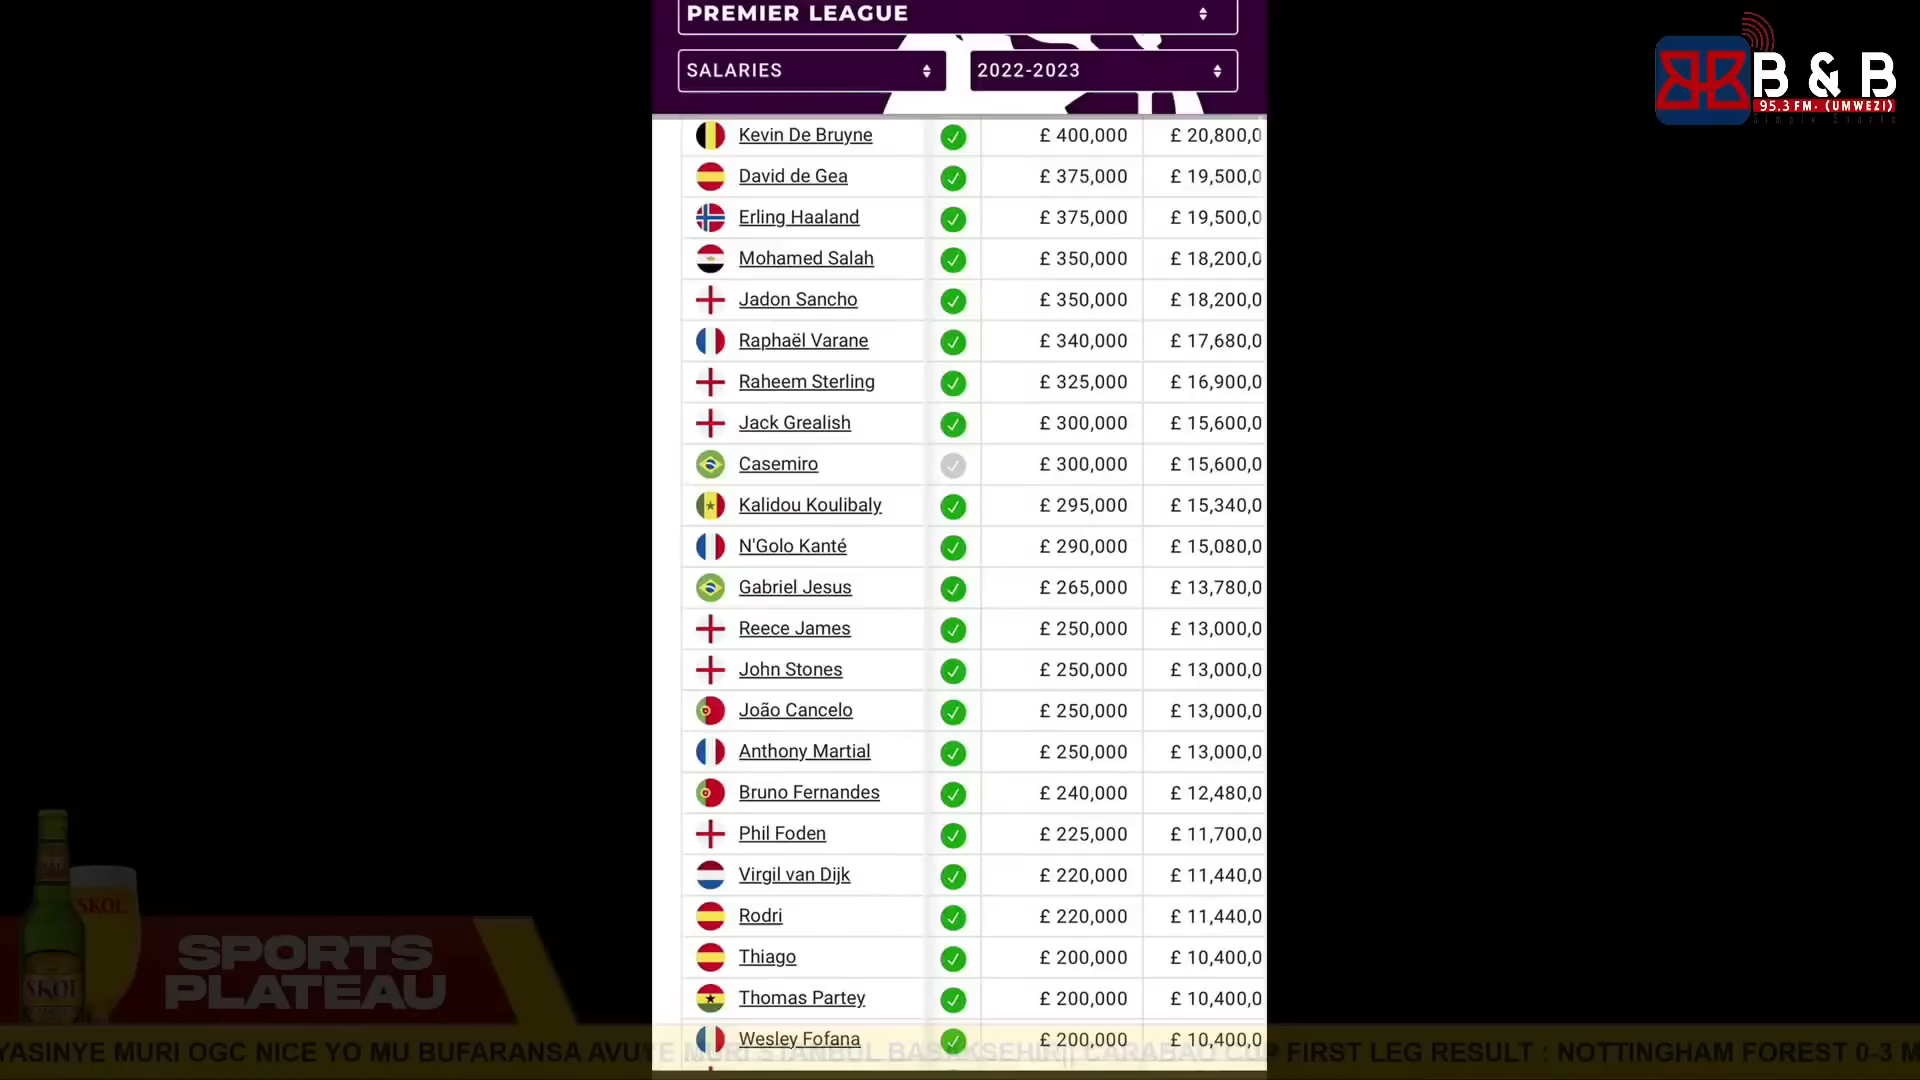 PREMIER LEAGUE
SALARIES 2022-2023
B & B
95.3 FM. (UMWEZI)
Simply Sports
Kevin De Bruyne £ 400,000 £ 20,800,0
David de Gea £ 375,000 £ 19,500,0
Erling Haaland £ 375,000 £ 19,500,0
Mohamed Salah £ 350,000 £ 18,200,0
Jadon Sancho £ 350,000 £ 18,200,0
Raphaël Varane £ 340,000 £ 17,680,0
Raheem Sterling £ 325,000 £ 16,900,0
Jack Grealish £ 300,000 £ 15,600,0
Casemiro £ 300,000 £ 15,600,0
Kalidou Koulibaly £ 295,000 £ 15,340,0
N'Golo Kanté £ 290,000 £ 15,080,0
Gabriel Jesus £ 265,000 £ 13,780,0
Reece James £ 250,000 £ 13,000,0
John Stones £ 250,000 £ 13,000,0
João Cancelo £ 250,000 £ 13,000,0
Anthony Martial £ 250,000 £ 13,000,0
Bruno Fernandes £ 240,000 £ 12,480,0
Phil Foden £ 225,000 £ 11,700,0
Virgil van Dijk £ 220,000 £ 11,440,0
Rodri £ 220,000 £ 11,440,0
Thiago £ 200,000 £ 10,400,0
Thomas Partey £ 200,000 £ 10,400,0
Wesley Fofana £ 200,000 £ 10,400,0
SKOL
SKOL
SPORTS
PLATEAU
YASINYE MURI OGC NICE YO MU BUFARANSA AVUYE MURI STANBUL BASAKSEHIR|| CARABAO CUP FIRST LEG RESULT : NOTTINGHAM FOREST 0-3 M